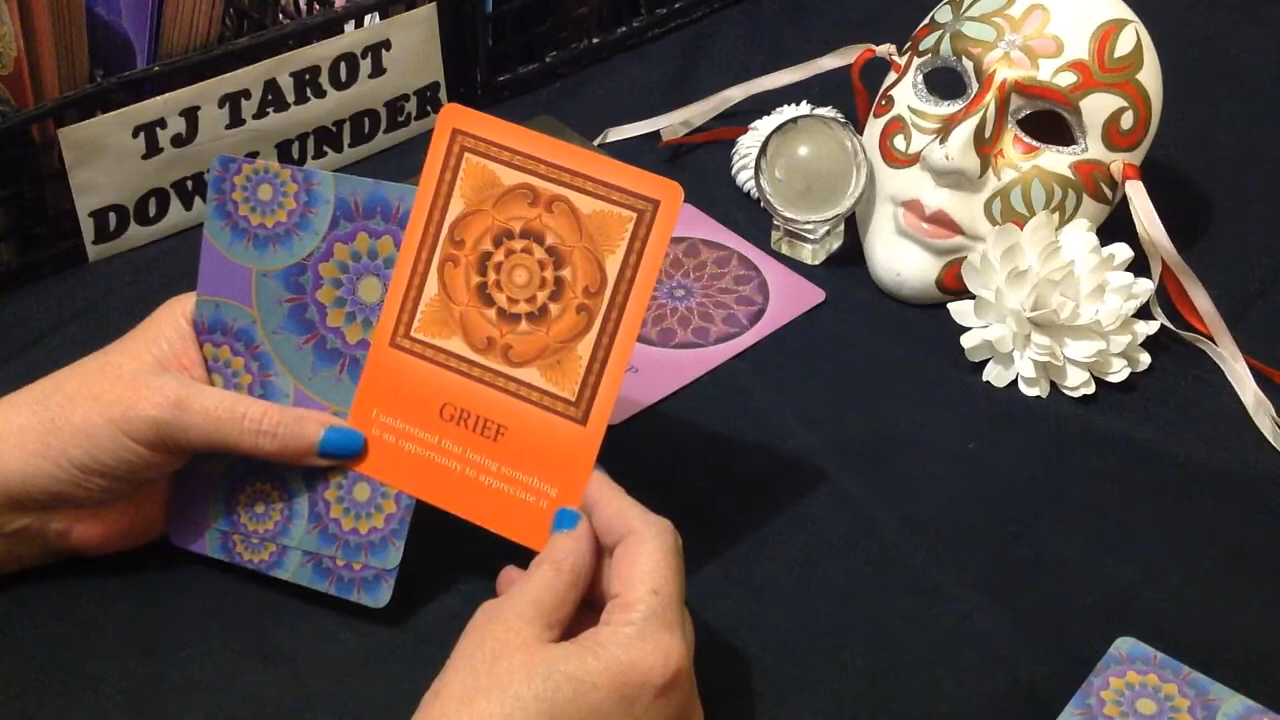 TJ TAROT
DOWN UNDER
GRIEF
I understand that losing something
is an opportunity to appreciate it